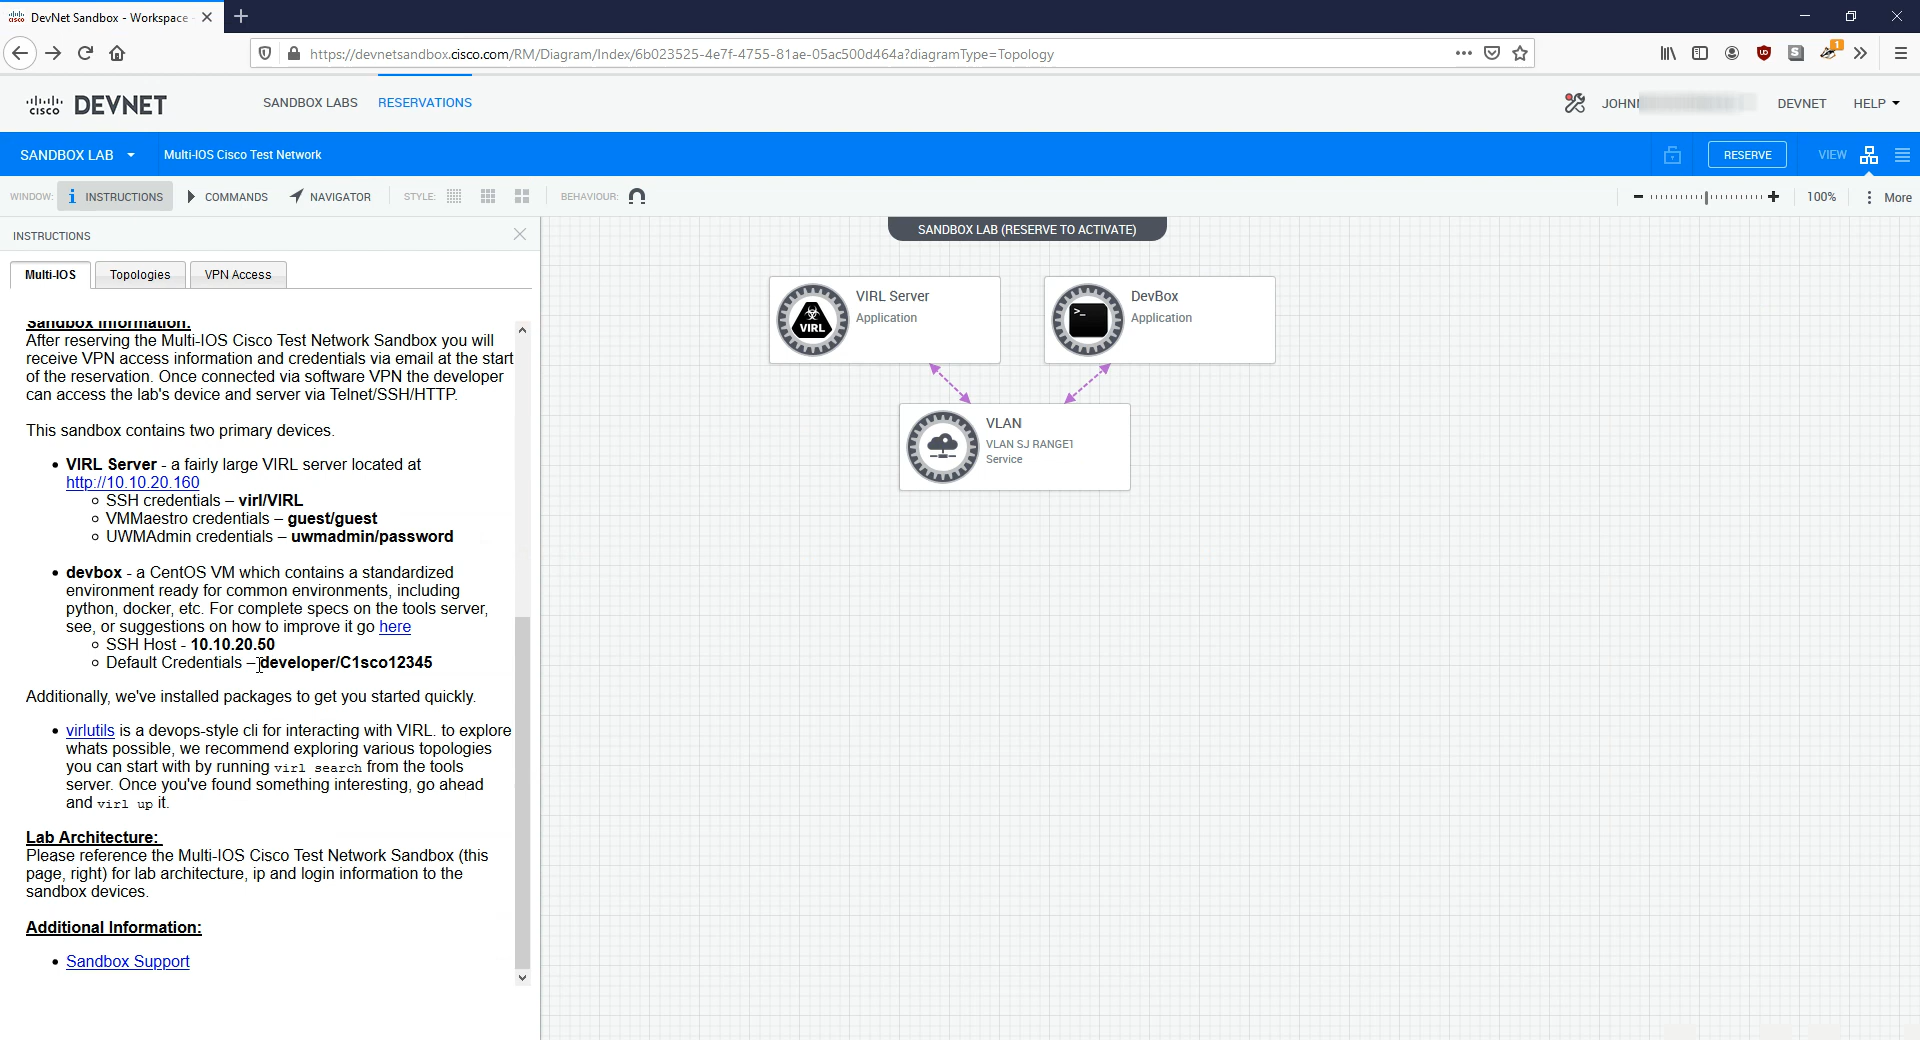 DevNet Sandbox - Workspace
https://devnetsandbox.cisco.com/RM/Diagram/Index/6b023525-4e7f-4755-81ae-05ac500d464a?diagramType=Topology
1
CISCO DEVNET
SANDBOX LABS
RESERVATIONS
JOHN
DEVNET
HELP
SANDBOX LAB
Multi-IOS Cisco Test Network
RESERVE
VIEW
WINDOW:
INSTRUCTIONS
COMMANDS
NAVIGATOR
STYLE:
BEHAVIOUR:
100%
More
INSTRUCTIONS
Multi-IOS
Topologies
VPN Access
Sandbox Information:
After reserving the Multi-IOS Cisco Test Network Sandbox you will
receive VPN access information and credentials via email at the start
of the reservation. Once connected via software VPN the developer
can access the lab's device and server via Telnet/SSH/HTTP.
This sandbox contains two primary devices.
• VIRL Server - a fairly large VIRL server located at
http://10.10.20.160
SSH credentials – virl/VIRL
VMMaestro credentials – guest/guest
UWMAdmin credentials – uwmadmin/password
• devbox - a CentOS VM which contains a standardized
environment ready for common environments, including
python, docker, etc. For complete specs on the tools server,
see, or suggestions on how to improve it go here
SSH Host - 10.10.20.50
Default Credentials – developer/C1sco12345
Additionally, we've installed packages to get you started quickly.
• virlutils is a devops-style cli for interacting with VIRL. to explore
whats possible, we recommend exploring various topologies
you can start with by running virl search from the tools
server. Once you've found something interesting, go ahead
and virl up it.
Lab Architecture:
Please reference the Multi-IOS Cisco Test Network Sandbox (this
page, right) for lab architecture, ip and login information to the
sandbox devices.
Additional Information:
• Sandbox Support
SANDBOX LAB (RESERVE TO ACTIVATE)
VIRL
VIRL Server
Application
>_
DevBox
Application
VLAN
VLAN SJ RANGE1
Service